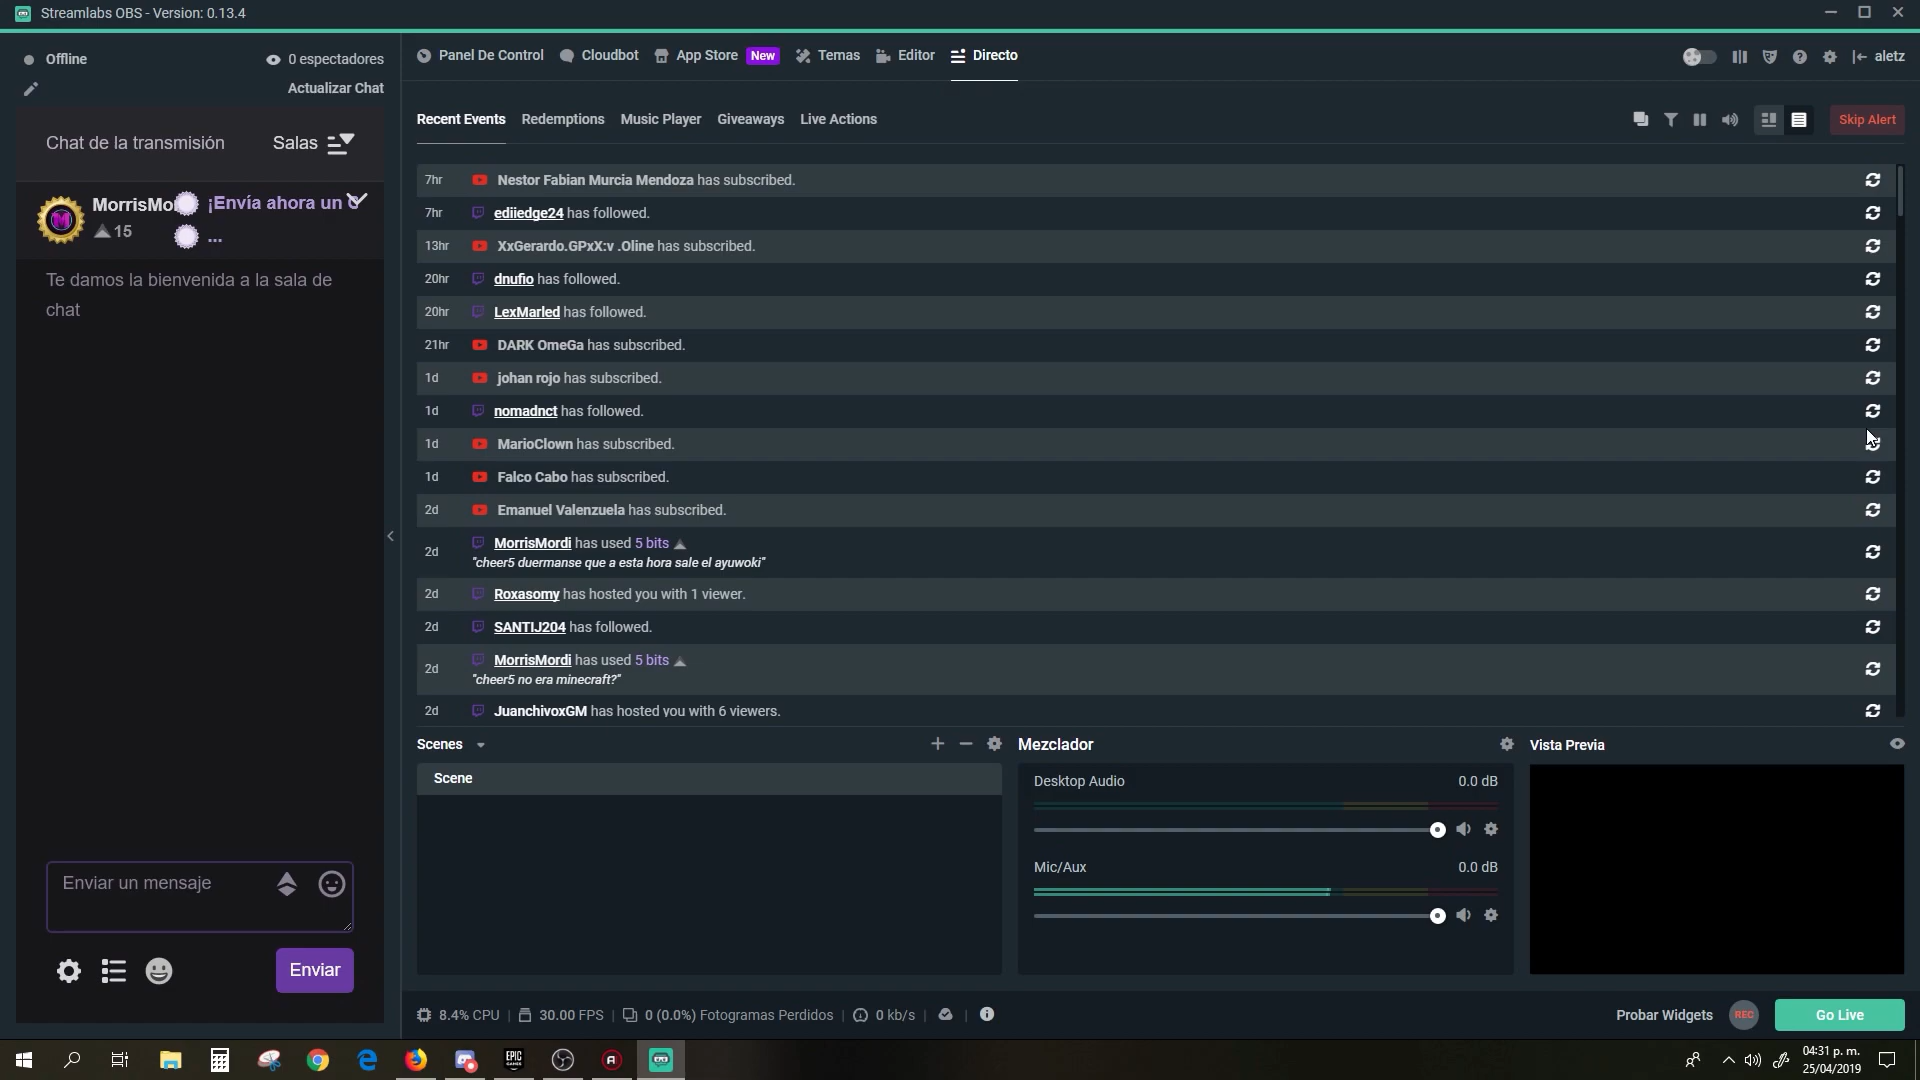 Streamlabs OBS - Version: 0.13.4
Offline
0 espectadores
Actualizar Chat
Panel De Control
Cloudbot
App Store
New
Temas
Editor
Directo
aletz
Chat de la transmisión
Salas
MorrisMo
¡Envía ahora un
15
...
Te damos la bienvenida a la sala de
chat
Enviar un mensaje
Enviar
Recent Events
Redemptions
Music Player
Giveaways
Live Actions
Skip Alert
7hr Nestor Fabian Murcia Mendoza has subscribed.
7hr ediiedge24 has followed.
13hr XxGerardo.GPxX:v .Oline has subscribed.
20hr dnufio has followed.
20hr LexMarled has followed.
21hr DARK OmeGa has subscribed.
1d johan rojo has subscribed.
1d nomadnct has followed.
1d MarioClown has subscribed.
1d Falco Cabo has subscribed.
2d Emanuel Valenzuela has subscribed.
2d MorrisMordi has used 5 bits
"cheer5 duermanse que a esta hora sale el ayuwoki"
2d Roxasomy has hosted you with 1 viewer.
2d SANTIJ204 has followed.
2d MorrisMordi has used 5 bits
"cheer5 no era minecraft?"
2d JuanchivoxGM has hosted you with 6 viewers.
Scenes
Scene
Mezclador
Desktop Audio
0.0 dB
Mic/Aux
0.0 dB
Vista Previa
8.4% CPU
30.00 FPS
0 (0.0%) Fotogramas Perdidos
0 kb/s
Probar Widgets
REC
Go Live
EPIC
GAMES
04:31 p. m.
25/04/2019